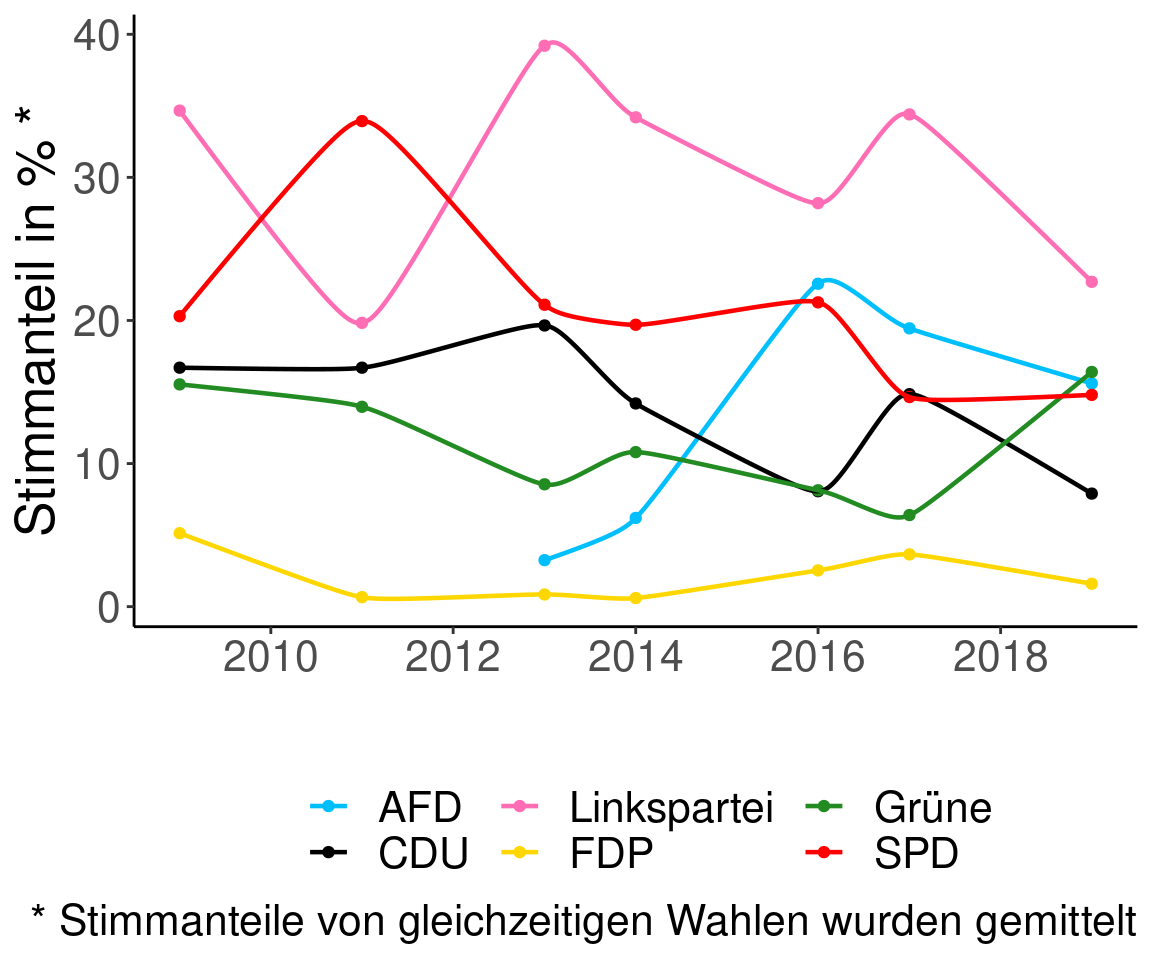 Stimmanteil in % *
40
30
20
10
0
2010 2012 2014 2016 2018
AFD Linkspartei Grüne
CDU FDP SPD
* Stimmanteile von gleichzeitigen Wahlen wurden gemittelt